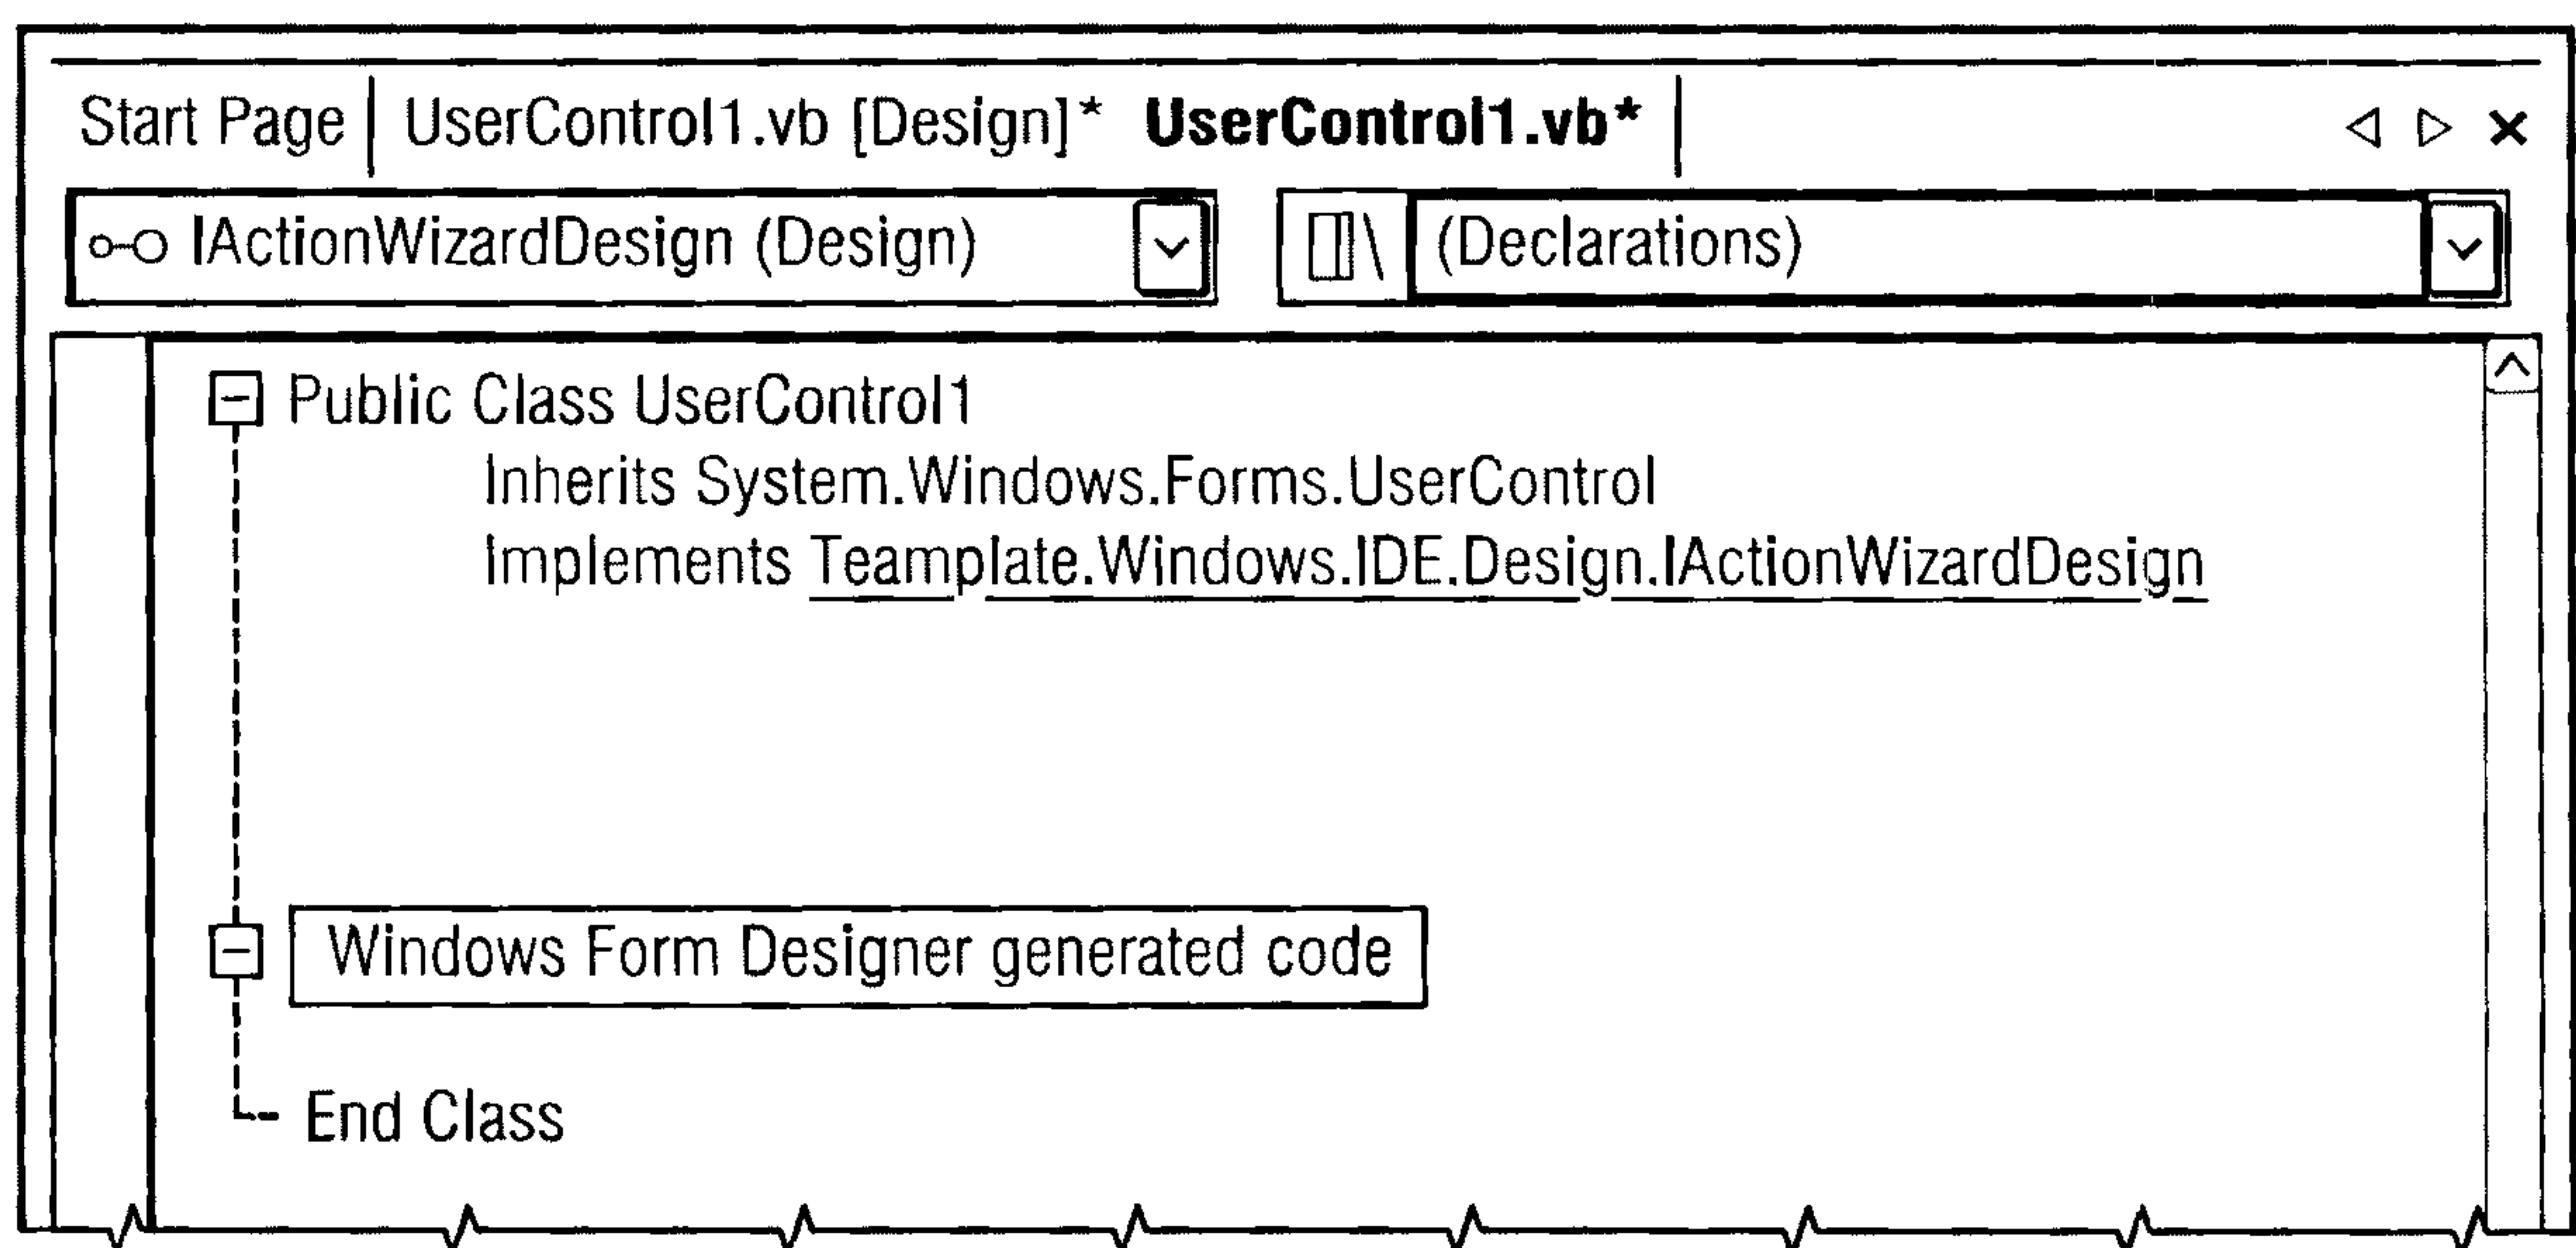 Start Page UserControl1.vb [Design]* UserControl1.vb*
IActionWizardDesign (Design) (Declarations)
Public Class UserControl1
Inherits System.Windows.Forms.UserControl
Implements Teamplate.Windows.IDE.Design.IActionWizardDesign
Windows Form Designer generated code
End Class